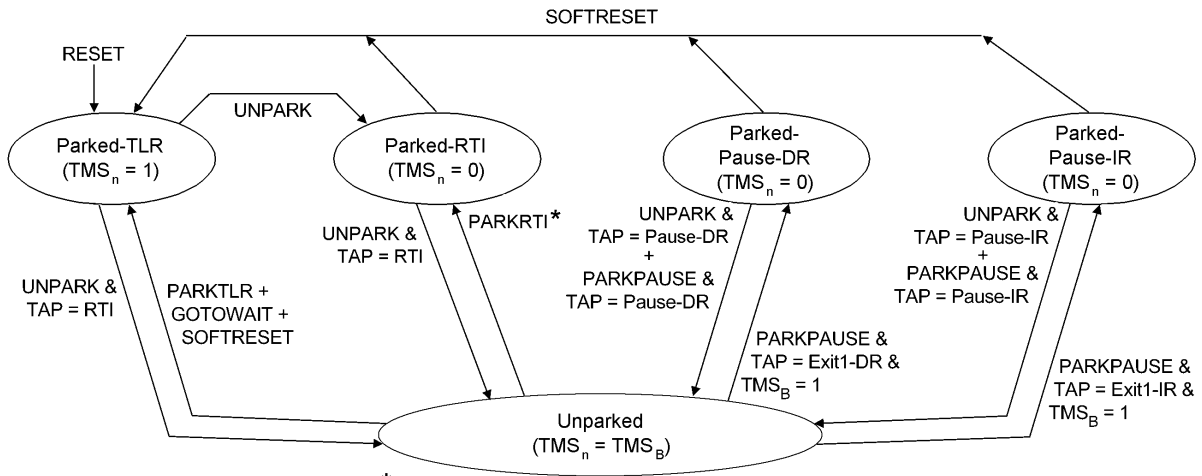 SOFTRESET
RESET
UNPARK
Parked-TLR
(TMSn = 1)
Parked-RTI
(TMSn = 0)
Parked-
Pause-DR
(TMSn = 0)
Parked-
Pause-IR
(TMSn = 0)
UNPARK &
TAP = RTI
PARKTLR +
GOTOWAIT +
SOFTRESET
UNPARK &
TAP = RTI
PARKRTI*
UNPARK &
TAP = Pause-DR
+
PARKPAUSE &
TAP = Pause-DR
PARKPAUSE &
TAP = Exit1-DR &
TMSB = 1
UNPARK &
TAP = Pause-IR
+
PARKPAUSE &
TAP = Pause-IR
PARKPAUSE &
TAP = Exit1-IR &
TMSB = 1
Unparked
(TMSn = TMSB)